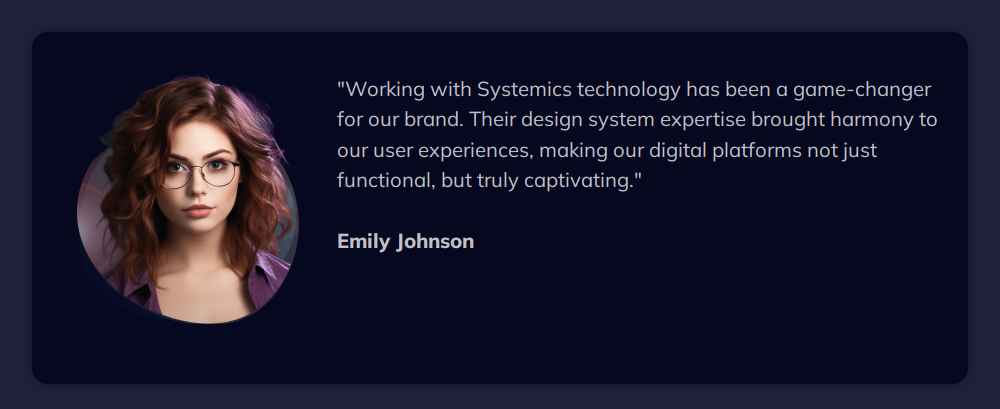 "Working with Systemics technology has been a game-changer
for our brand. Their design system expertise brought harmony to
our user experiences, making our digital platforms not just
functional, but truly captivating."
Emily Johnson